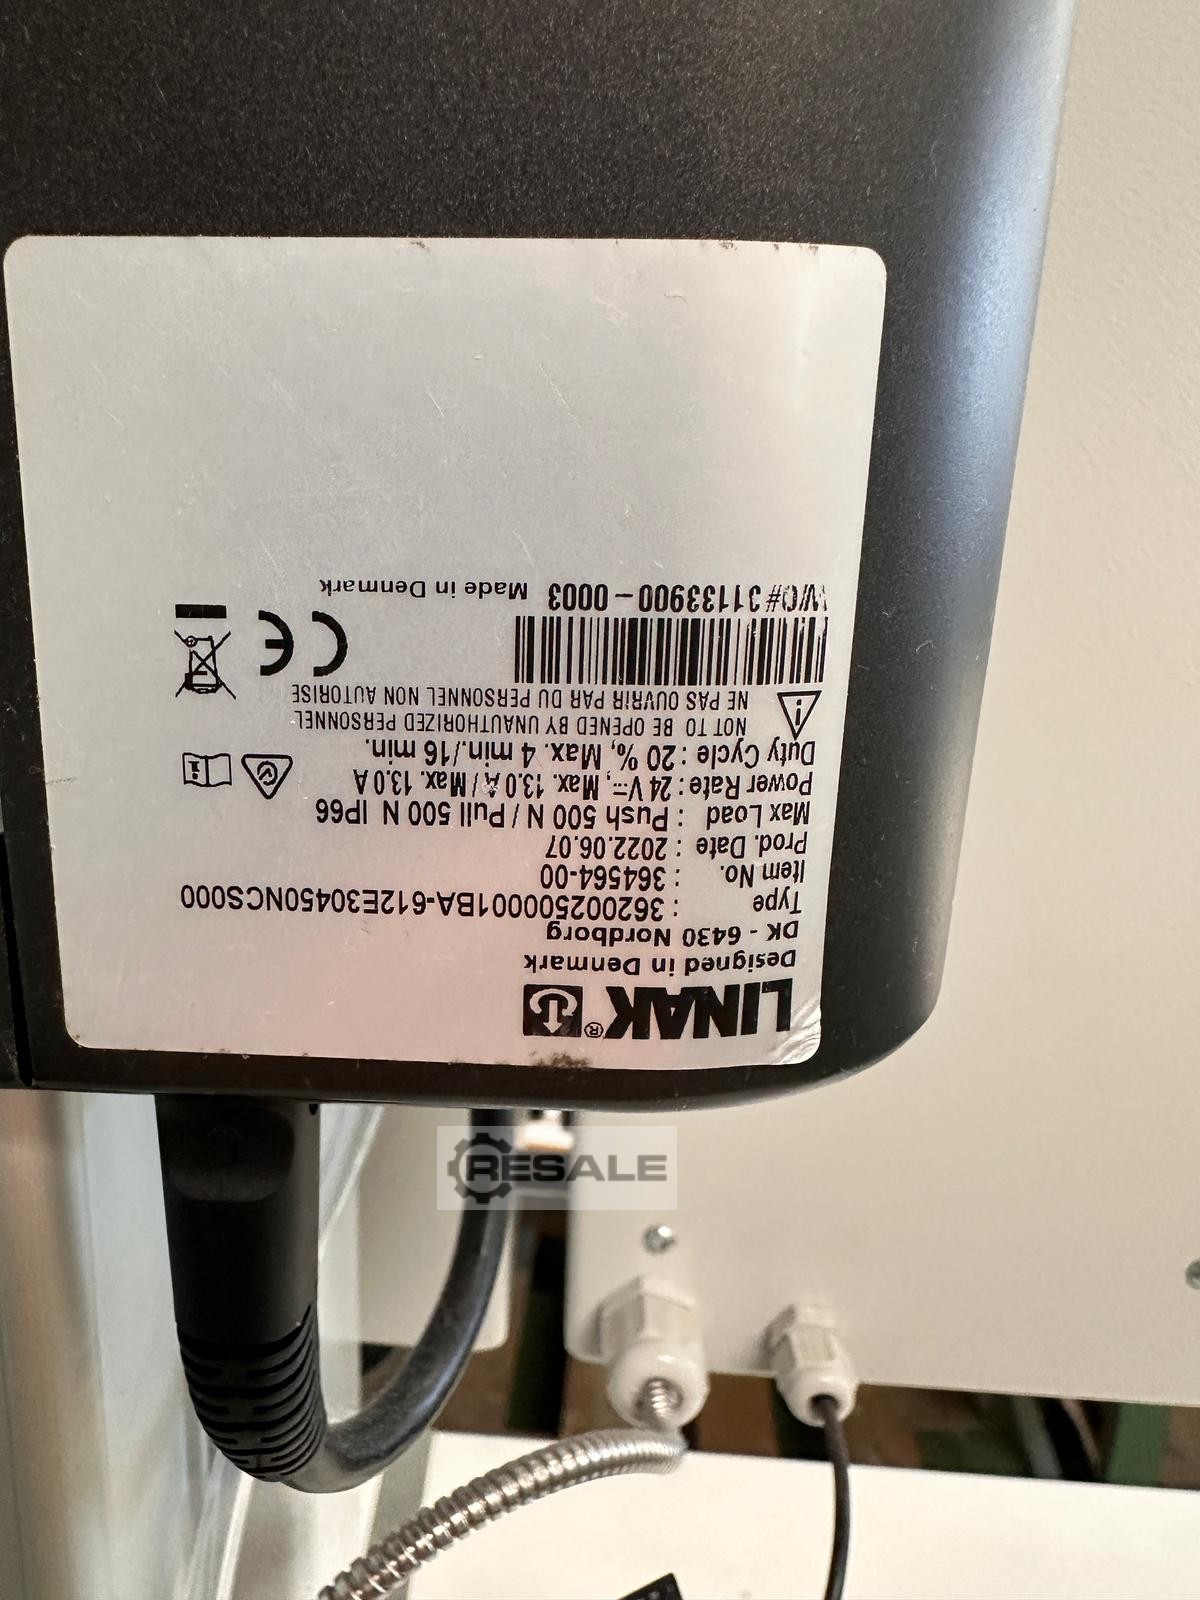 LINAK®
Designed in Denmark
DK - 6430 Nordborg
Type : 362002500001BA-612E30450NCS000
Item No. : 364564-00
Prod. Date : 2022.06.07
Max Load : Push 500 N / Pull 500 N IP66
Power Rate : 24 V⎓, Max. 13.0 A / Max. 13.0 A
Duty Cycle : 20 %, Max. 4 min./16 min.
NOT TO BE OPENED BY UNAUTHORIZED PERSONNEL
NE PAS OUVRIR PAR DU PERSONNEL NON AUTORISE
CE
WO# 31133900-0003 Made in Denmark
RESALE